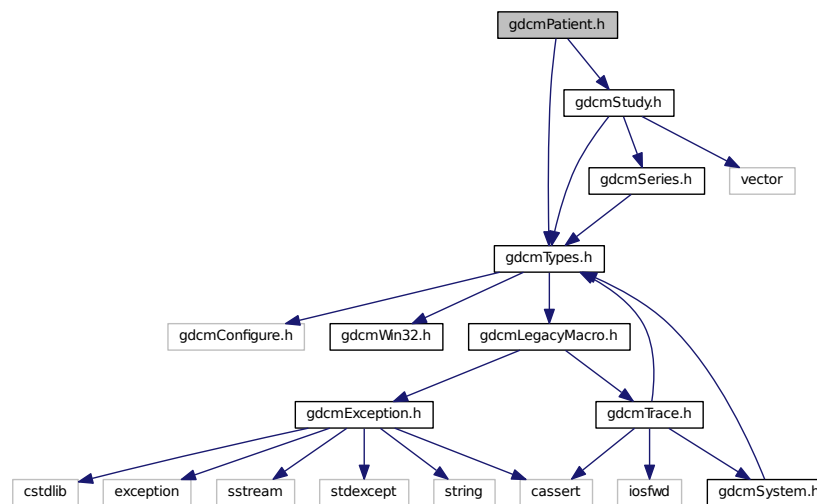 gdcmPatient.h
gdcmStudy.h
gdcmSeries.h
vector
gdcmTypes.h
gdcmConfigure.h
gdcmWin32.h
gdcmLegacyMacro.h
gdcmException.h
gdcmTrace.h
cstdlib
exception
sstream
stdexcept
string
cassert
iosfwd
gdcmSystem.h